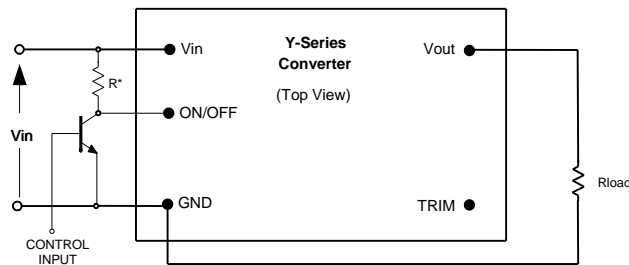 Y-Series
Converter
(Top View)
Vin
Vout
R*
ON/OFF
Vin
Rload
GND
TRIM
CONTROL
INPUT